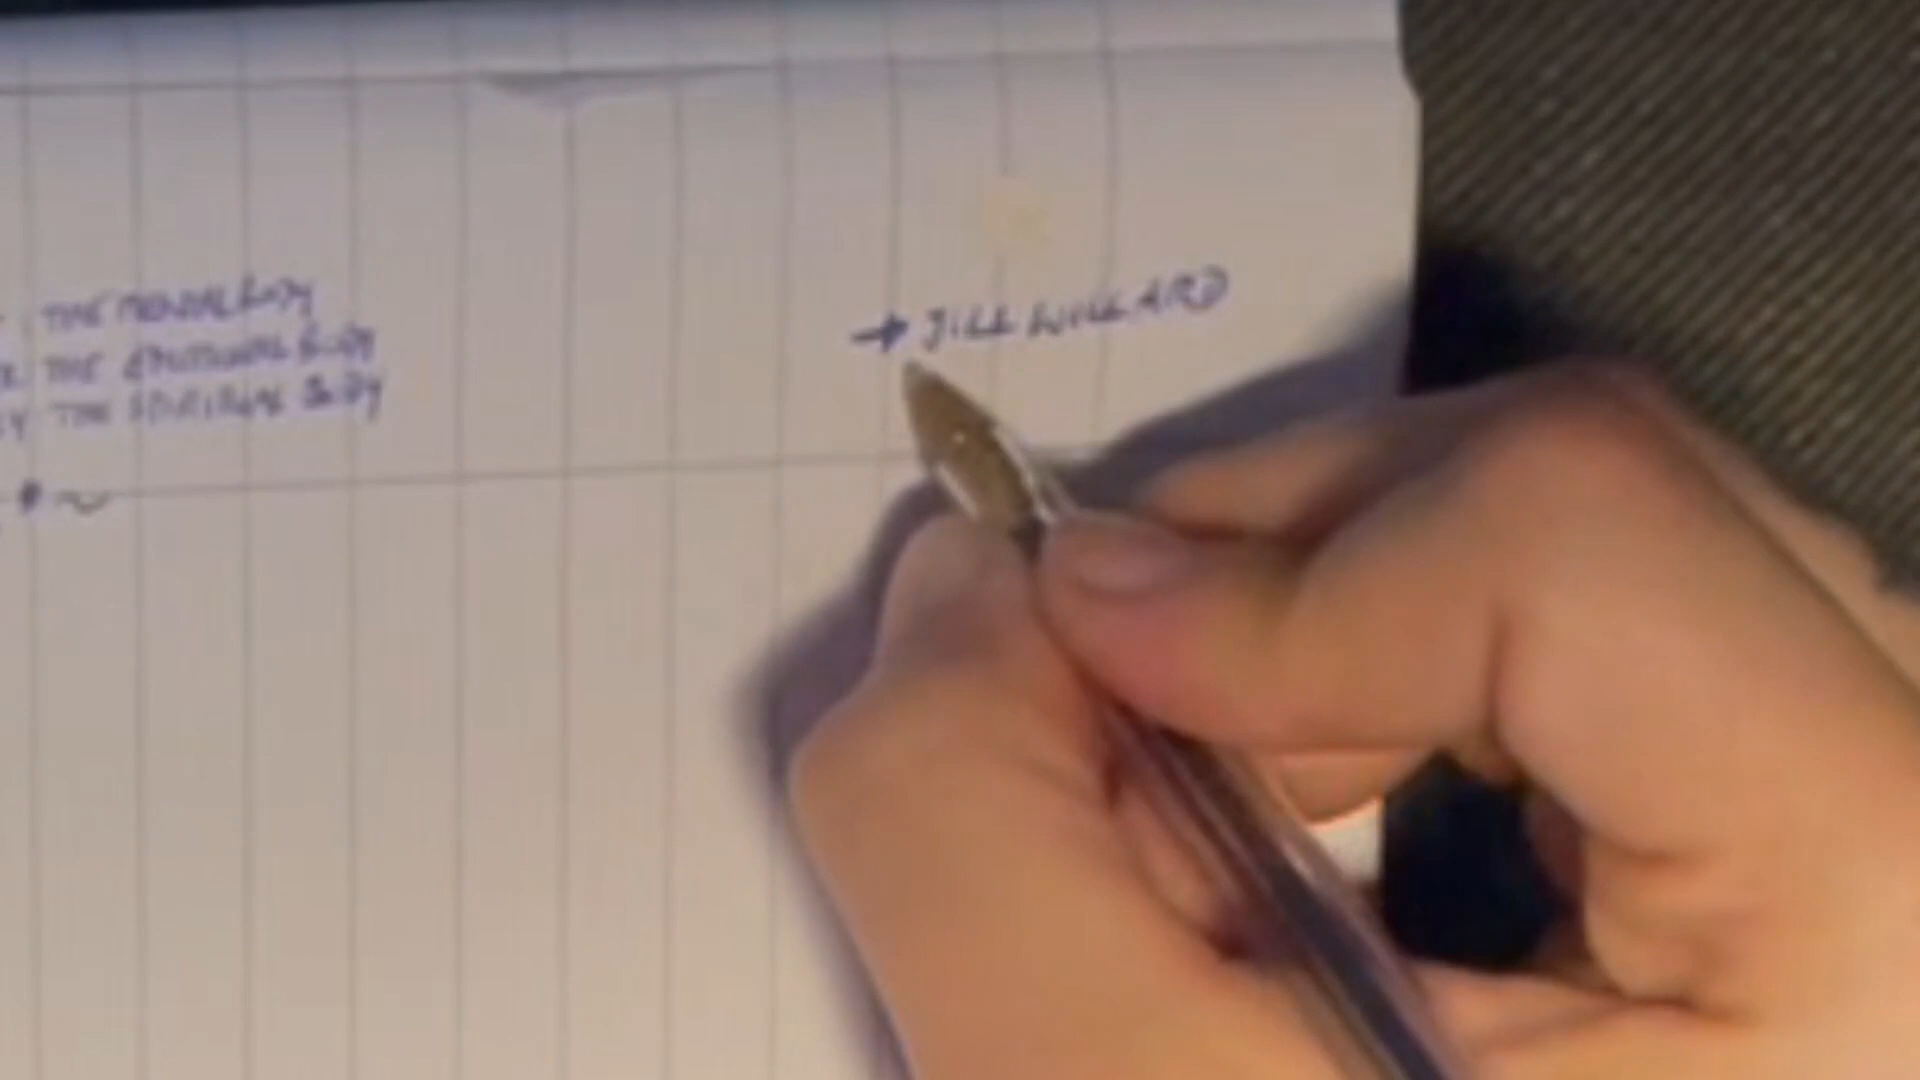 THE MENTAL BODY
THE EMOTIONAL BODY
THE SPIRITUAL BODY
→ JILL WILLARD